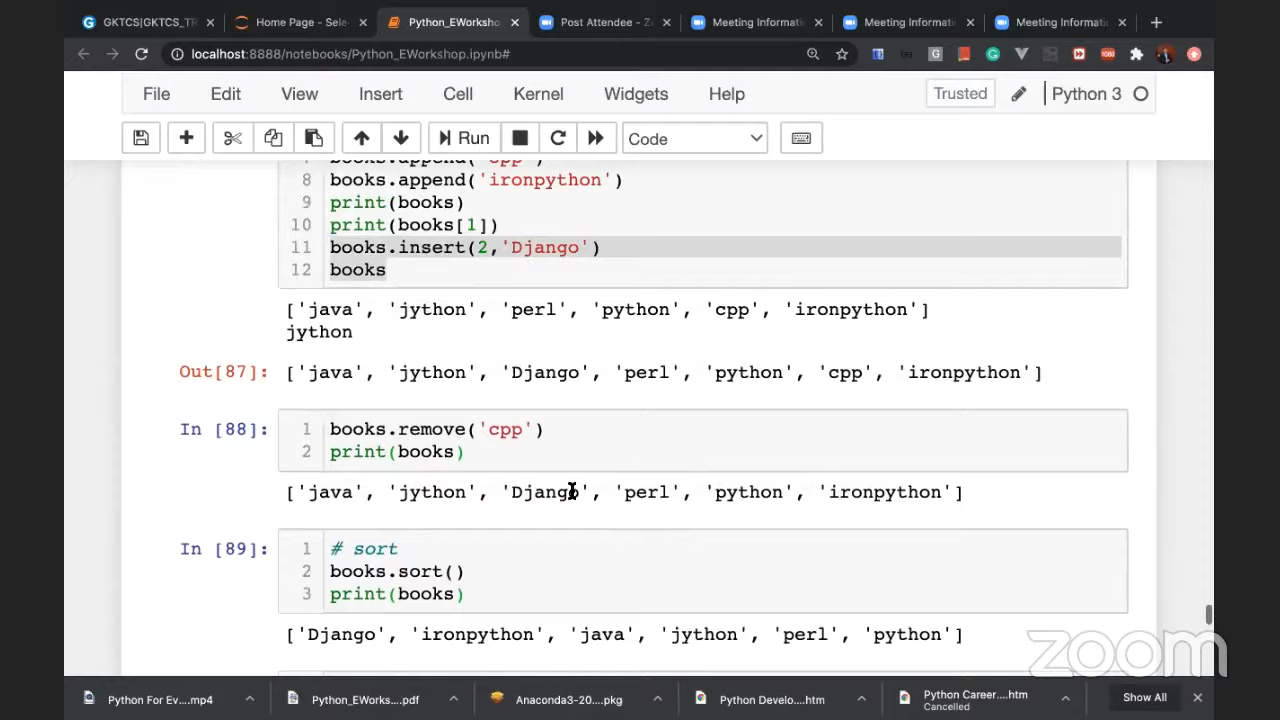 GKTCS|GKTCS_TR
Home Page - Sele
Python_EWorksho
Post Attendee - Z
Meeting Informati
Meeting Informati
Meeting Informati
localhost:8888/notebooks/Python_EWorkshop.ipynb#
File Edit View Insert Cell Kernel Widgets Help Trusted Python 3
Run Code
books.append('cpp')
8 books.append('ironpython')
9 print(books)
10 print(books[1])
11 books.insert(2,'Django')
12 books
['java', 'jython', 'perl', 'python', 'cpp', 'ironpython']
jython
Out[87]: ['java', 'jython', 'Django', 'perl', 'python', 'cpp', 'ironpython']
In [88]: 1 books.remove('cpp')
2 print(books)
['java', 'jython', 'Django', 'perl', 'python', 'ironpython']
In [89]: 1 # sort
2 books.sort()
3 print(books)
['Django', 'ironpython', 'java', 'jython', 'perl', 'python']
zoom
Python For Ev....mp4
Python_EWorks....pdf
Anaconda3-20....pkg
Python Develo....htm
Python Career....htm
Cancelled
Show All